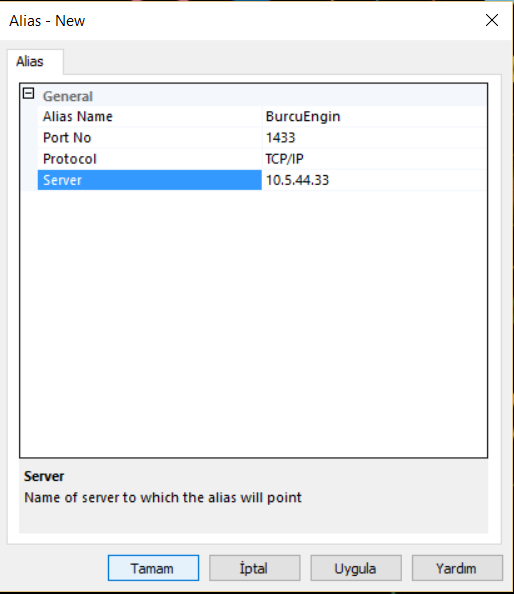 Alias - New
Alias
General
Alias Name BurcuEngin
Port No 1433
Protocol TCP/IP
Server 10.5.44.33
Server
Name of server to which the alias will point
Tamam İptal Uygula Yardım